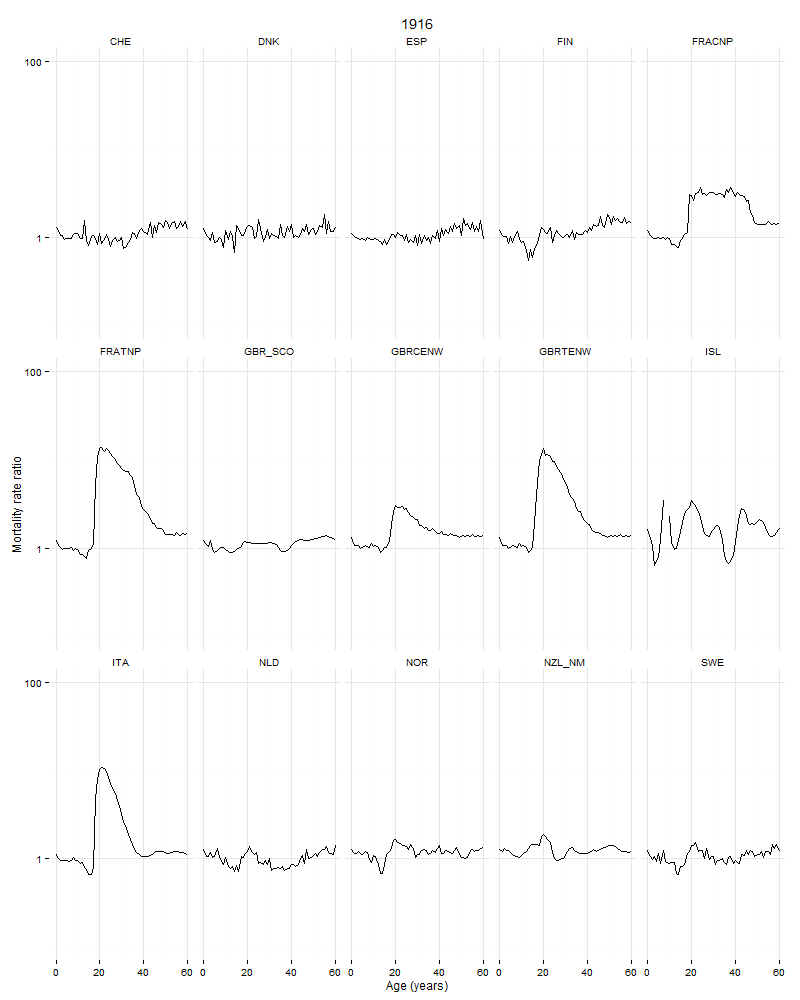 1916
CHE DNK ESP FIN FRACNP
100
1
FRATNP GBR_SCO GBRCENW GBRTENW ISL
100
1
Mortality rate ratio
ITA NLD NOR NZL_NM SWE
100
1
0 20 40 60 0 20 40 60 0 20 40 60 0 20 40 60 0 20 40 60
Age (years)